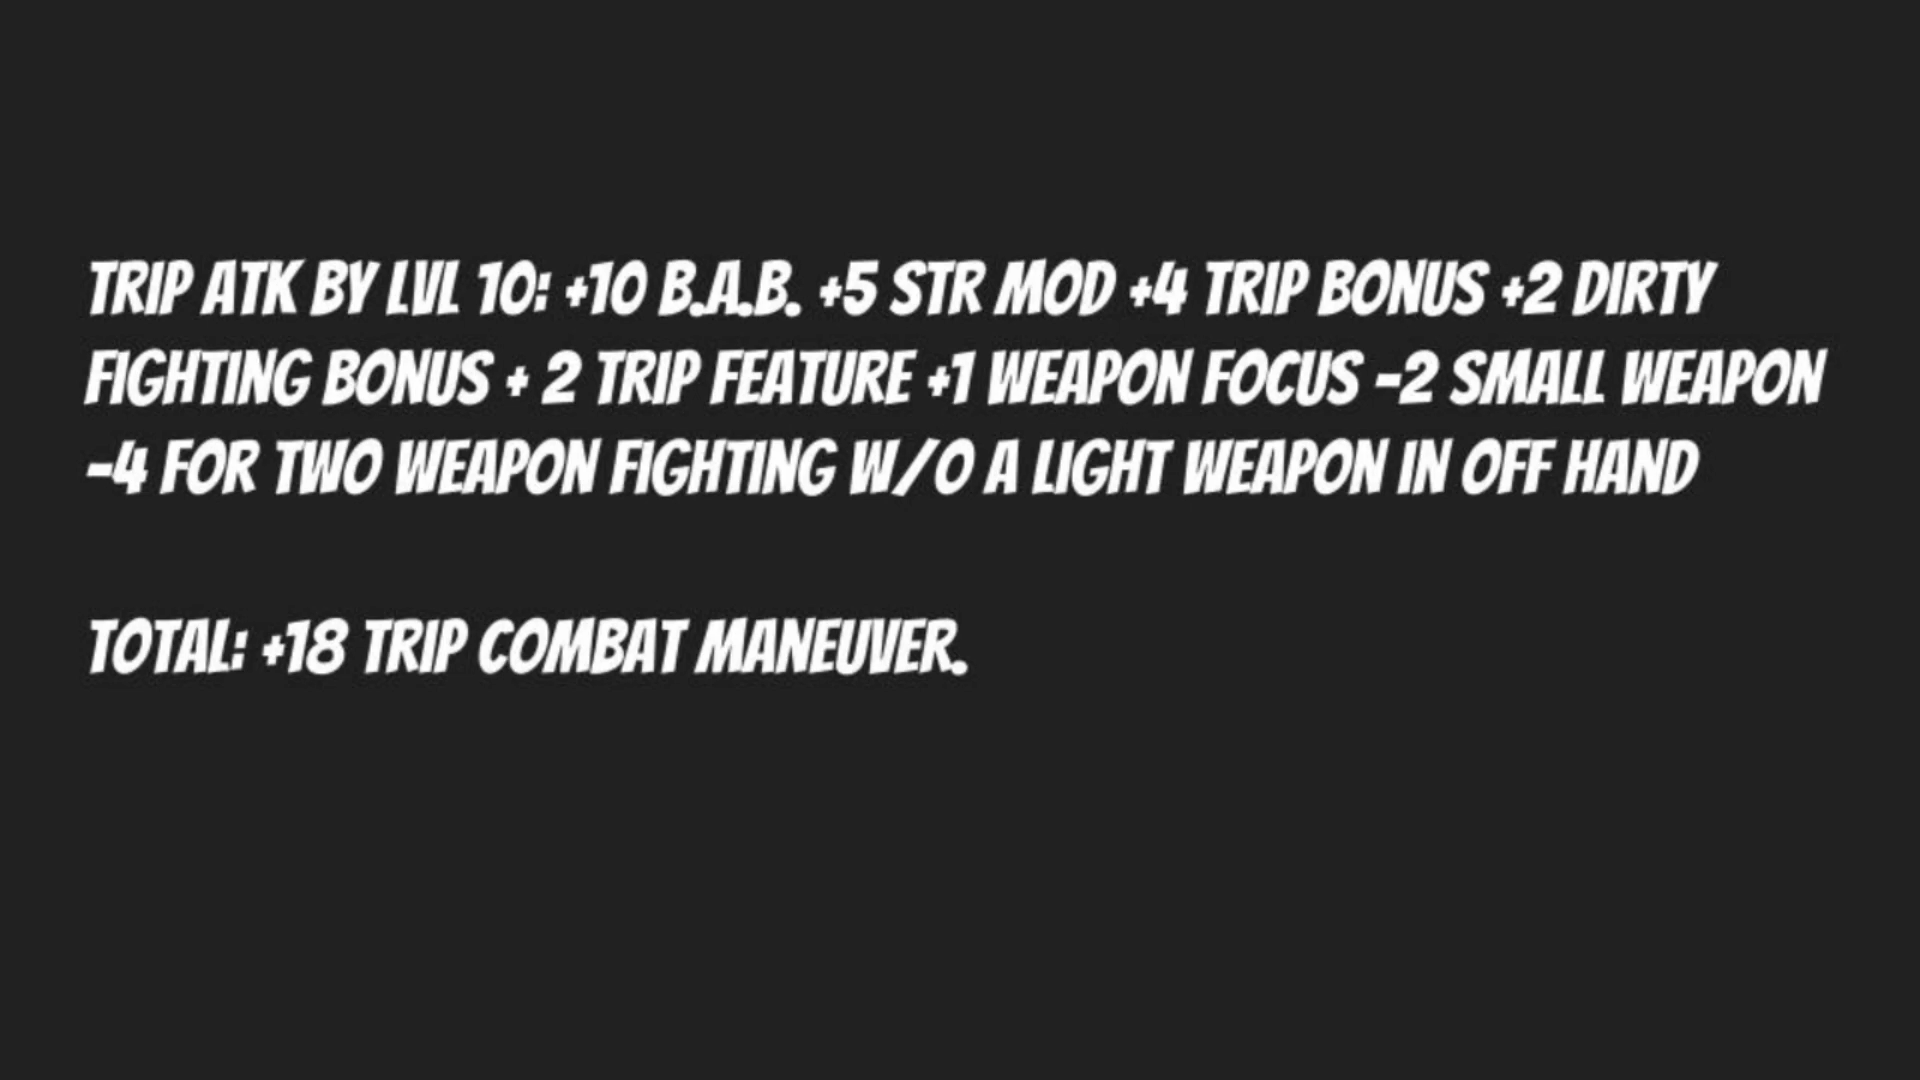 TRIP ATK BY LVL 10: +10 B.A.B. +5 STR MOD +4 TRIP BONUS +2 DIRTY
FIGHTING BONUS + 2 TRIP FEATURE +1 WEAPON FOCUS -2 SMALL WEAPON
-4 FOR TWO WEAPON FIGHTING W/O A LIGHT WEAPON IN OFF HAND
TOTAL: +18 TRIP COMBAT MANEUVER.